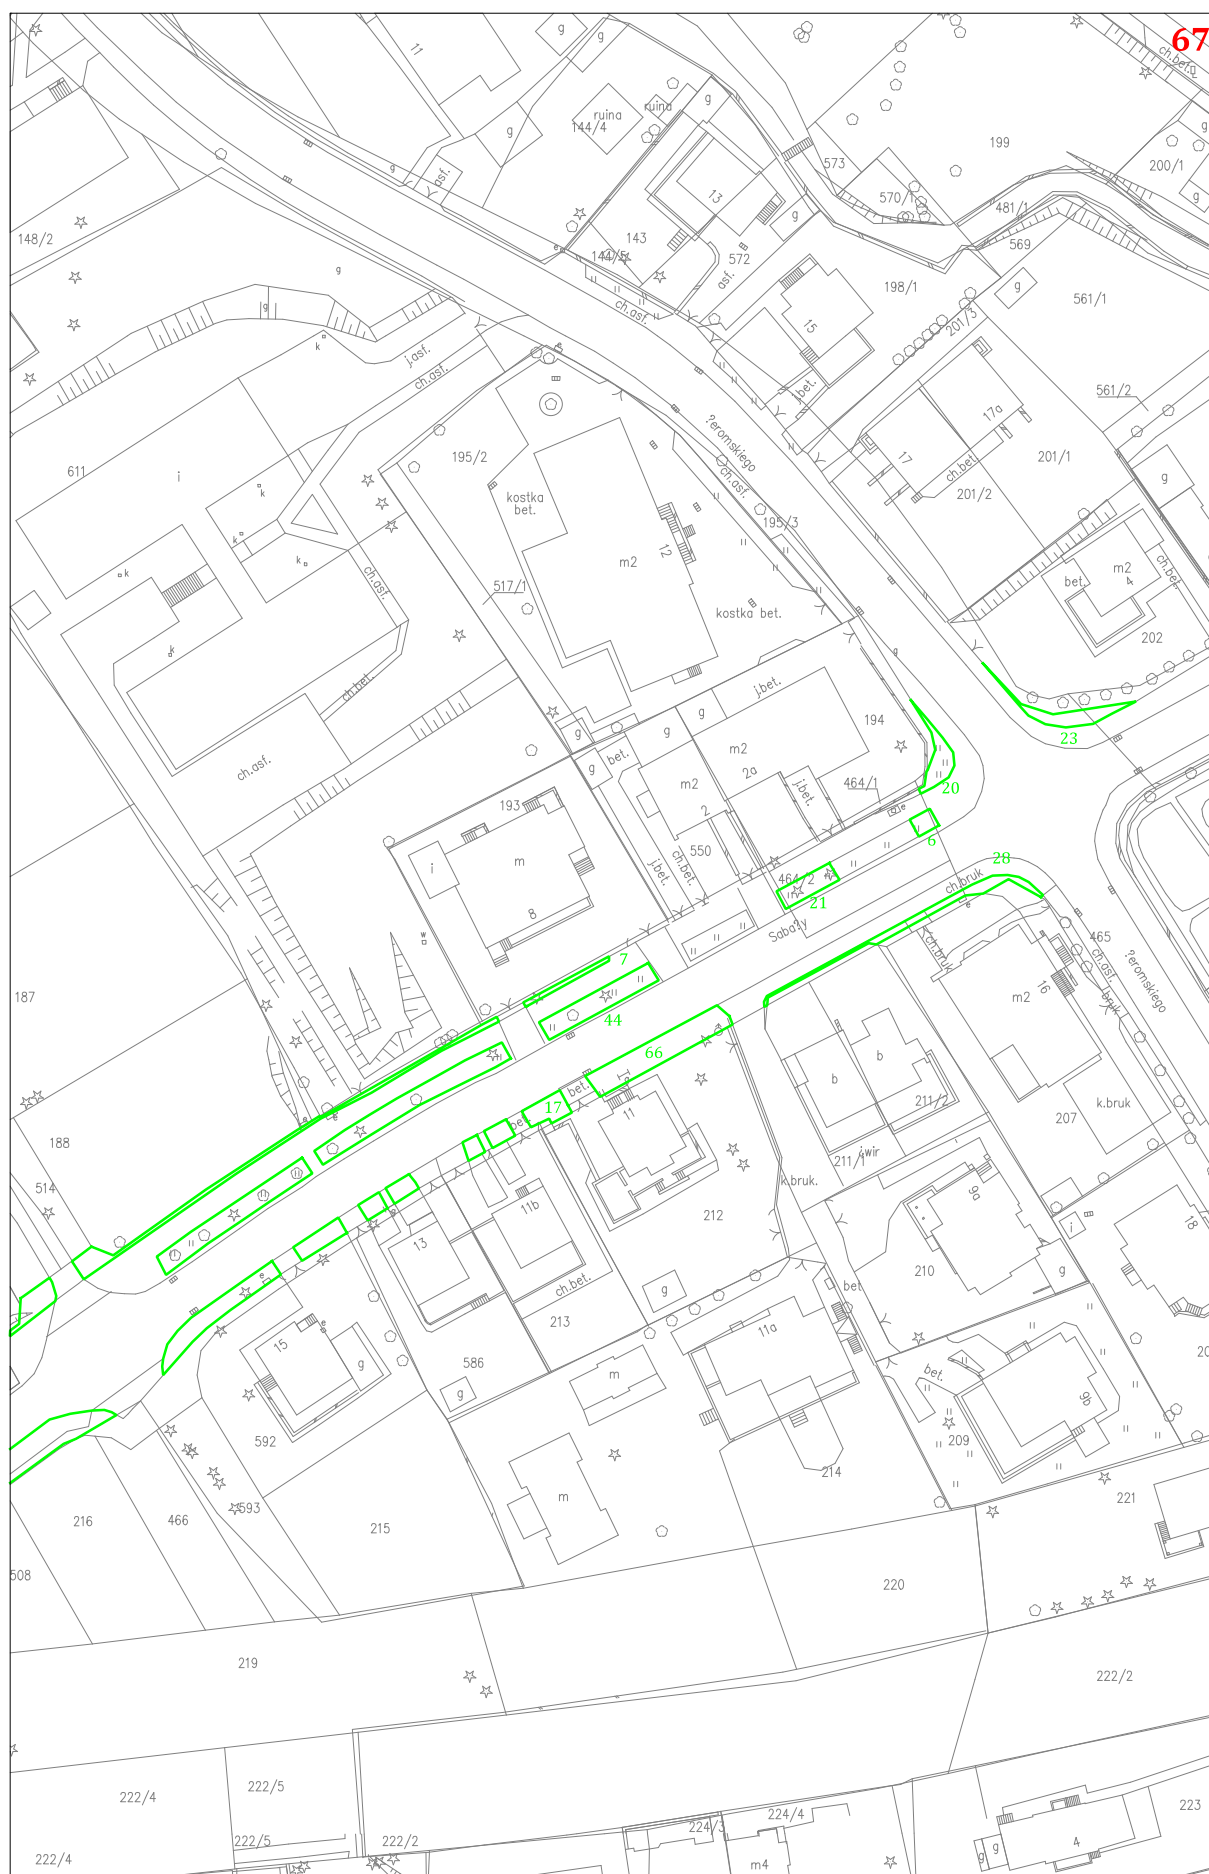 67
11
g
g
ch.bet.
ruina
ruina
g
144/4
g
g
199
g
200/1
g
573
asf.
13
570/1
481/1
148/2
143
144/5
572
g
569
g
asf.
198/1
g
561/1
ch.asf.
15
201/3
j.asf.
ch.asf.
j.bet.
561/2
17a
?eromskiego
611
i
195/2
ch.asf.
17
ch.bet.
201/1
201/2
g
kostka
bet.
195/3
m2
12
k
k
k
k
k
k
ch.asf.
517/1
kostka bet.
bet.
m2
4
ch.bet.
202
g
ch.bet.
j.bet.
g
194
g
g
bet.
m2
2a
23
ch.asf.
g
m2
2
j.bet.
464/1
20
e
193
550
6
i
m
j.bet.
ch.bet.
464/2
21
28
ch.bruk
8
Saba?y
e
w
ch.bruk
465
ch.asf.
?eromskiego
7
187
44
m2
16
bruk
66
b
b
bet.
11
211/2
k.bruk
207
17
bet.
188
211/1
żwir
514
k.bruk.
9a
212
11b
18
13
i
210
g
bet.
e
ch.bet.
g
213
15
e
11a
g
586
m
g
bet.
9b
592
209
593
m
214
216
466
215
221
508
220
219
222/2
222/4
222/5
223
224/4
224/3
222/5
222/2
222/4
m4
g
g
4